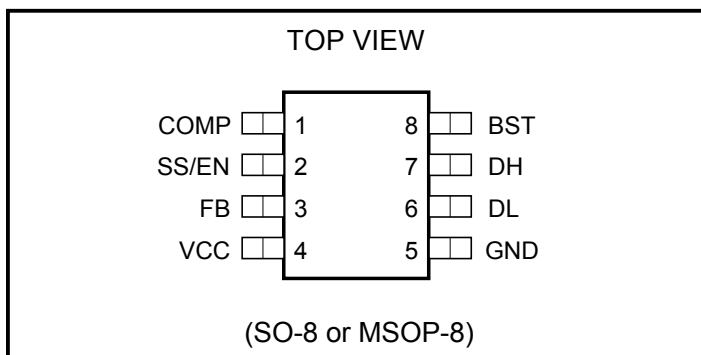 TOP VIEW
COMP 1 8 BST
SS/EN 2 7 DH
FB 3 6 DL
VCC 4 5 GND
(SO-8 or MSOP-8)